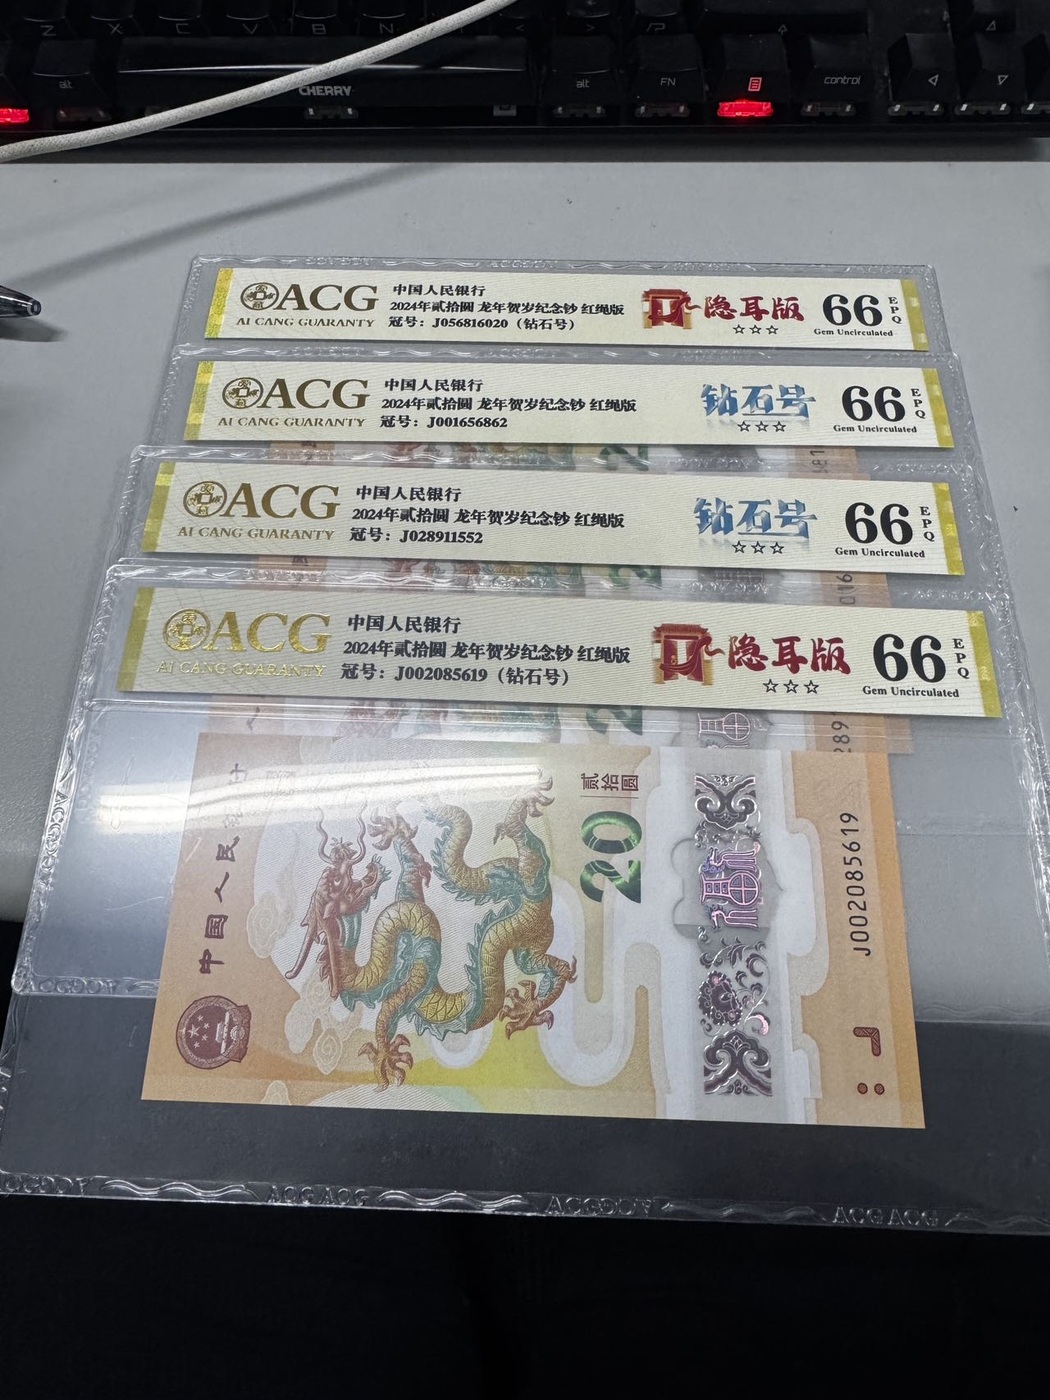 Z X C V B N < > ?
alt CHERRY alt FN control
ACG
AI CANG GUARANTY
中国人民银行
2024年贰拾圆 龙年贺岁纪念钞 红绳版
冠号：J056816020（钻石号）
隐耳版
☆☆☆
66
EPQ
Gem Uncirculated
ACG
AI CANG GUARANTY
中国人民银行
2024年贰拾圆 龙年贺岁纪念钞 红绳版
冠号：J001656862
钻石号
☆☆☆
66
EPQ
Gem Uncirculated
ACG
AI CANG GUARANTY
中国人民银行
2024年贰拾圆 龙年贺岁纪念钞 红绳版
冠号：J028911552
钻石号
☆☆☆
66
EPQ
Gem Uncirculated
ACG
AI CANG GUARANTY
中国人民银行
2024年贰拾圆 龙年贺岁纪念钞 红绳版
冠号：J002085619（钻石号）
隐耳版
☆☆☆
66
EPQ
Gem Uncirculated
中国人民银行
贰拾圆
20
福
J002085619
ACG ACG
ACG ACG